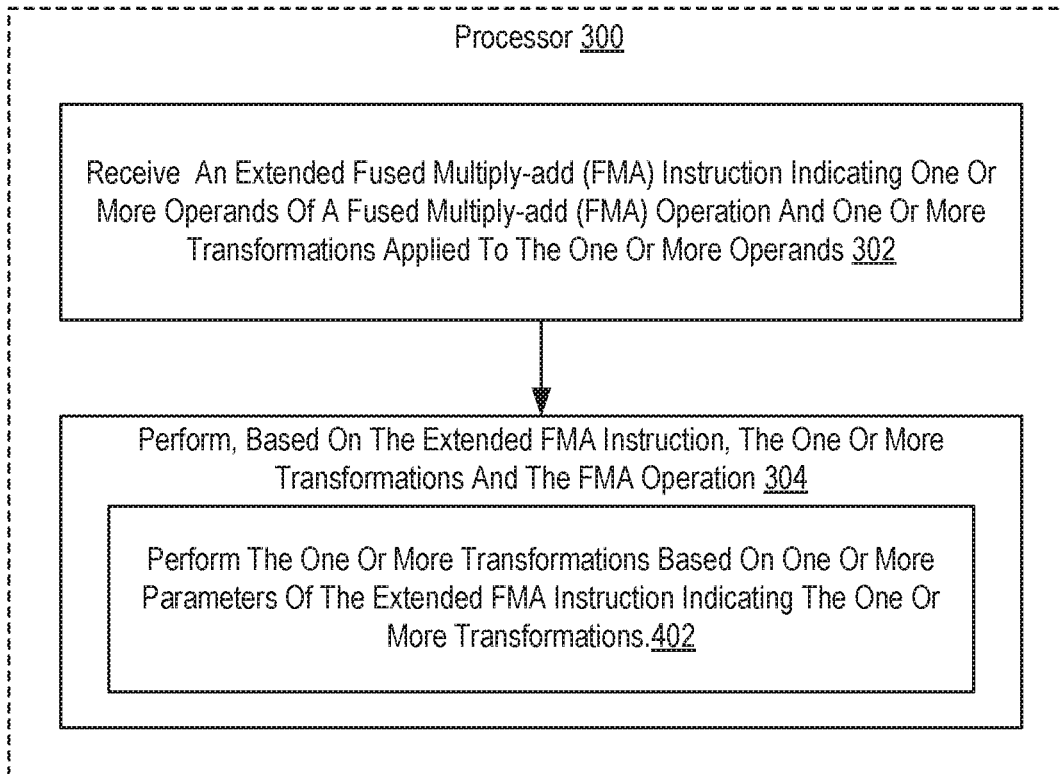 Processor 300
Receive An Extended Fused Multiply-add (FMA) Instruction Indicating One Or
More Operands Of A Fused Multiply-add (FMA) Operation And One Or More
Transformations Applied To The One Or More Operands 302
Perform, Based On The Extended FMA Instruction, The One Or More
Transformations And The FMA Operation 304
Perform The One Or More Transformations Based On One Or More
Parameters Of The Extended FMA Instruction Indicating The One Or
More Transformations.402